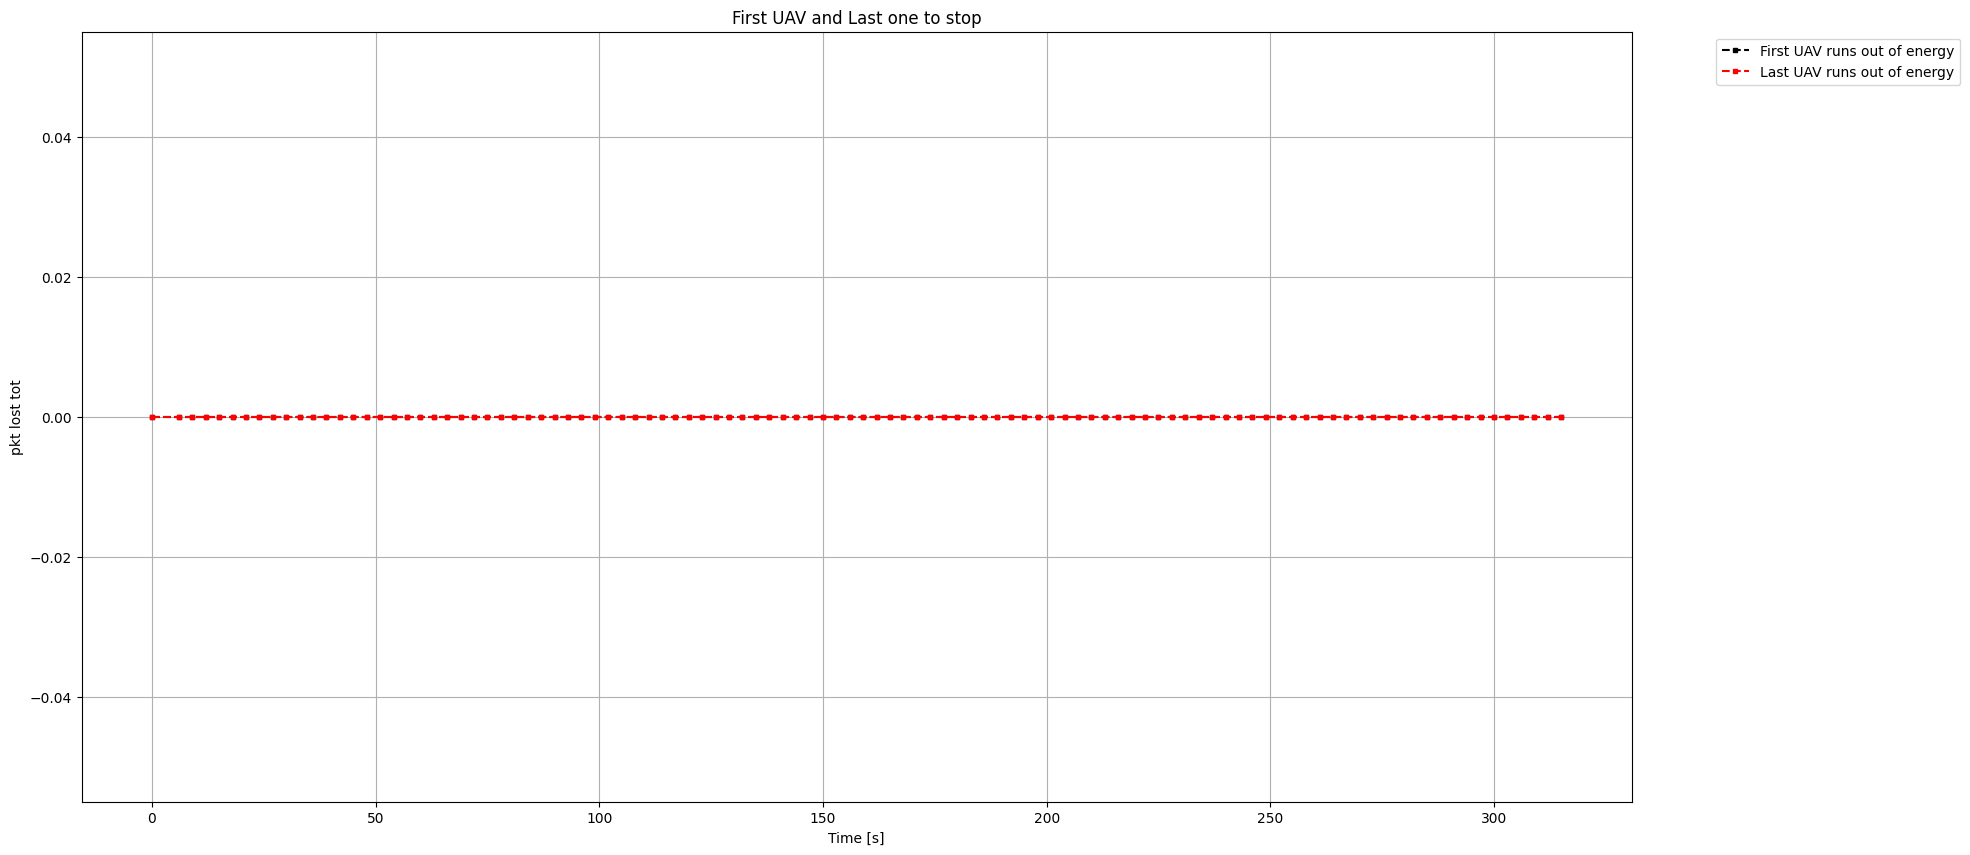 First UAV and Last one to stop
First UAV runs out of energy
Last UAV runs out of energy
0.04
0.02
0.00
−0.02
−0.04
pkt lost tot
0 50 100 150 200 250 300
Time [s]